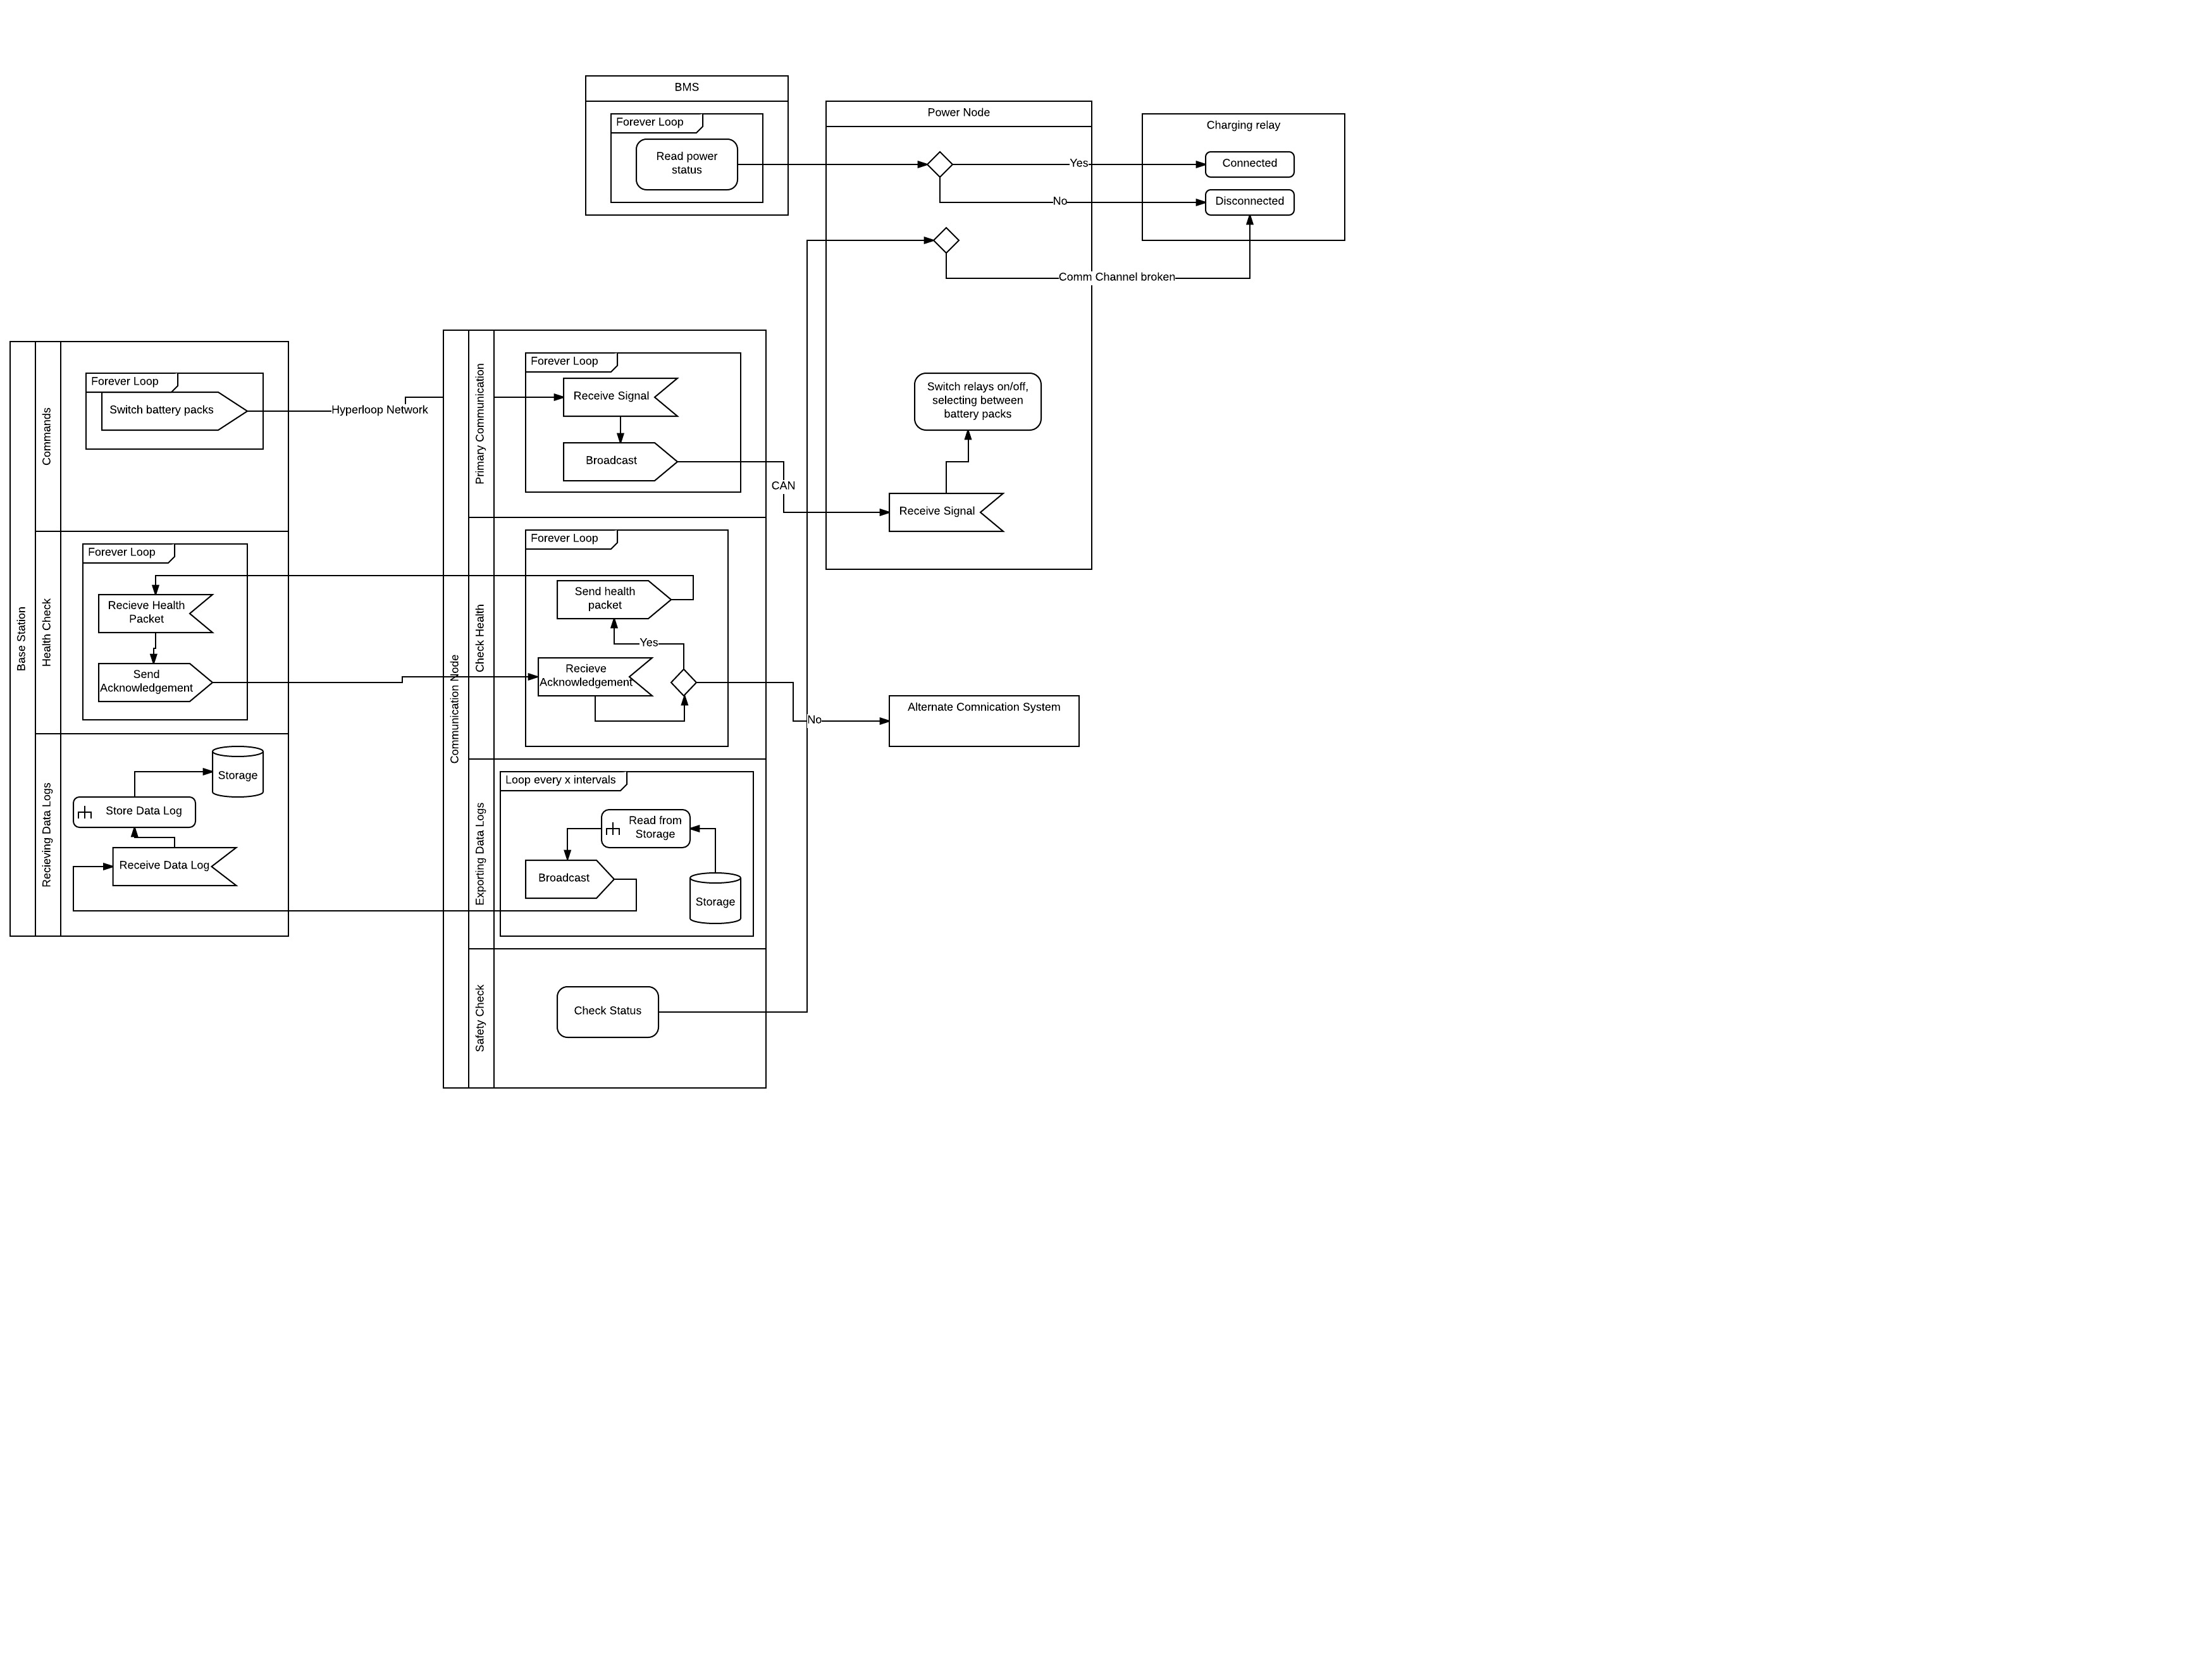 BMS
Forever Loop
Read power
status
Power Node
Yes
No
Comm Channel broken
Charging relay
Connected
Disconnected
Switch relays on/off,
selecting between
battery packs
Receive Signal
Base Station
Commands
Forever Loop
Switch battery packs
Hyperloop Network
Health Check
Forever Loop
Recieve Health
Packet
Send
Acknowledgement
Recieving Data Logs
Storage
Store Data Log
Receive Data Log
Communication Node
Primary Communication
Forever Loop
Receive Signal
Broadcast
CAN
Check Health
Forever Loop
Send health
packet
Yes
Recieve
Acknowledgement
No
Alternate Comnication System
Exporting Data Logs
Loop every x intervals
Read from
Storage
Broadcast
Storage
Safety Check
Check Status